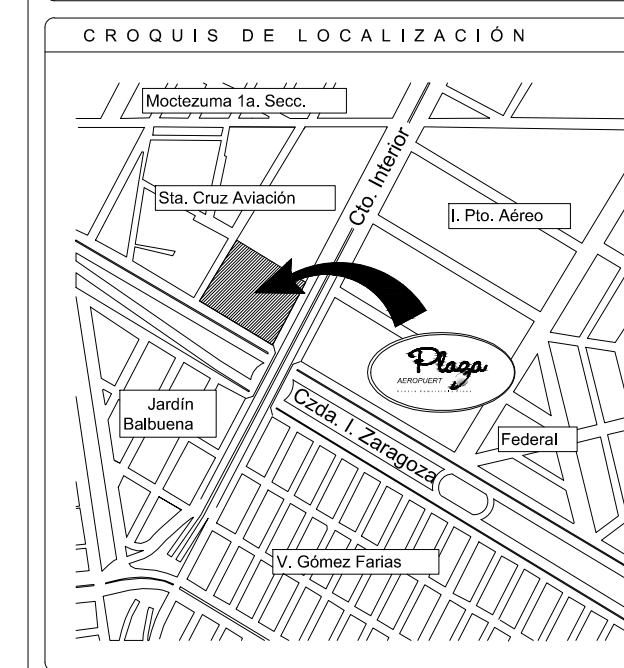 CROQUIS DE LOCALIZACIÓN
Moctezuma 1a. Secc.
Cto. Interior
Sta. Cruz Aviación
I. Pto. Aéreo
Plaza
AEROPUERT
Jardín
Balbuena
Czda. I. Zaragoza
Federal
V. Gómez Farias